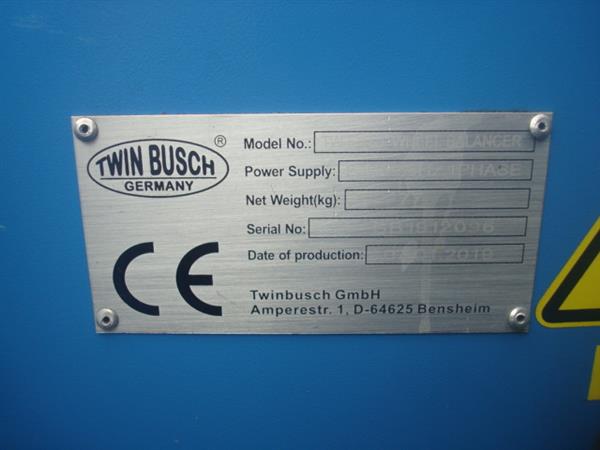 TWIN BUSCH
GERMANY
®
Model No.: BALANCER
Power Supply: 1PHASE
Net Weight(kg):
Serial No:
Date of production:
CE
Twinbusch GmbH
Amperestr. 1, D-64625 Bensheim